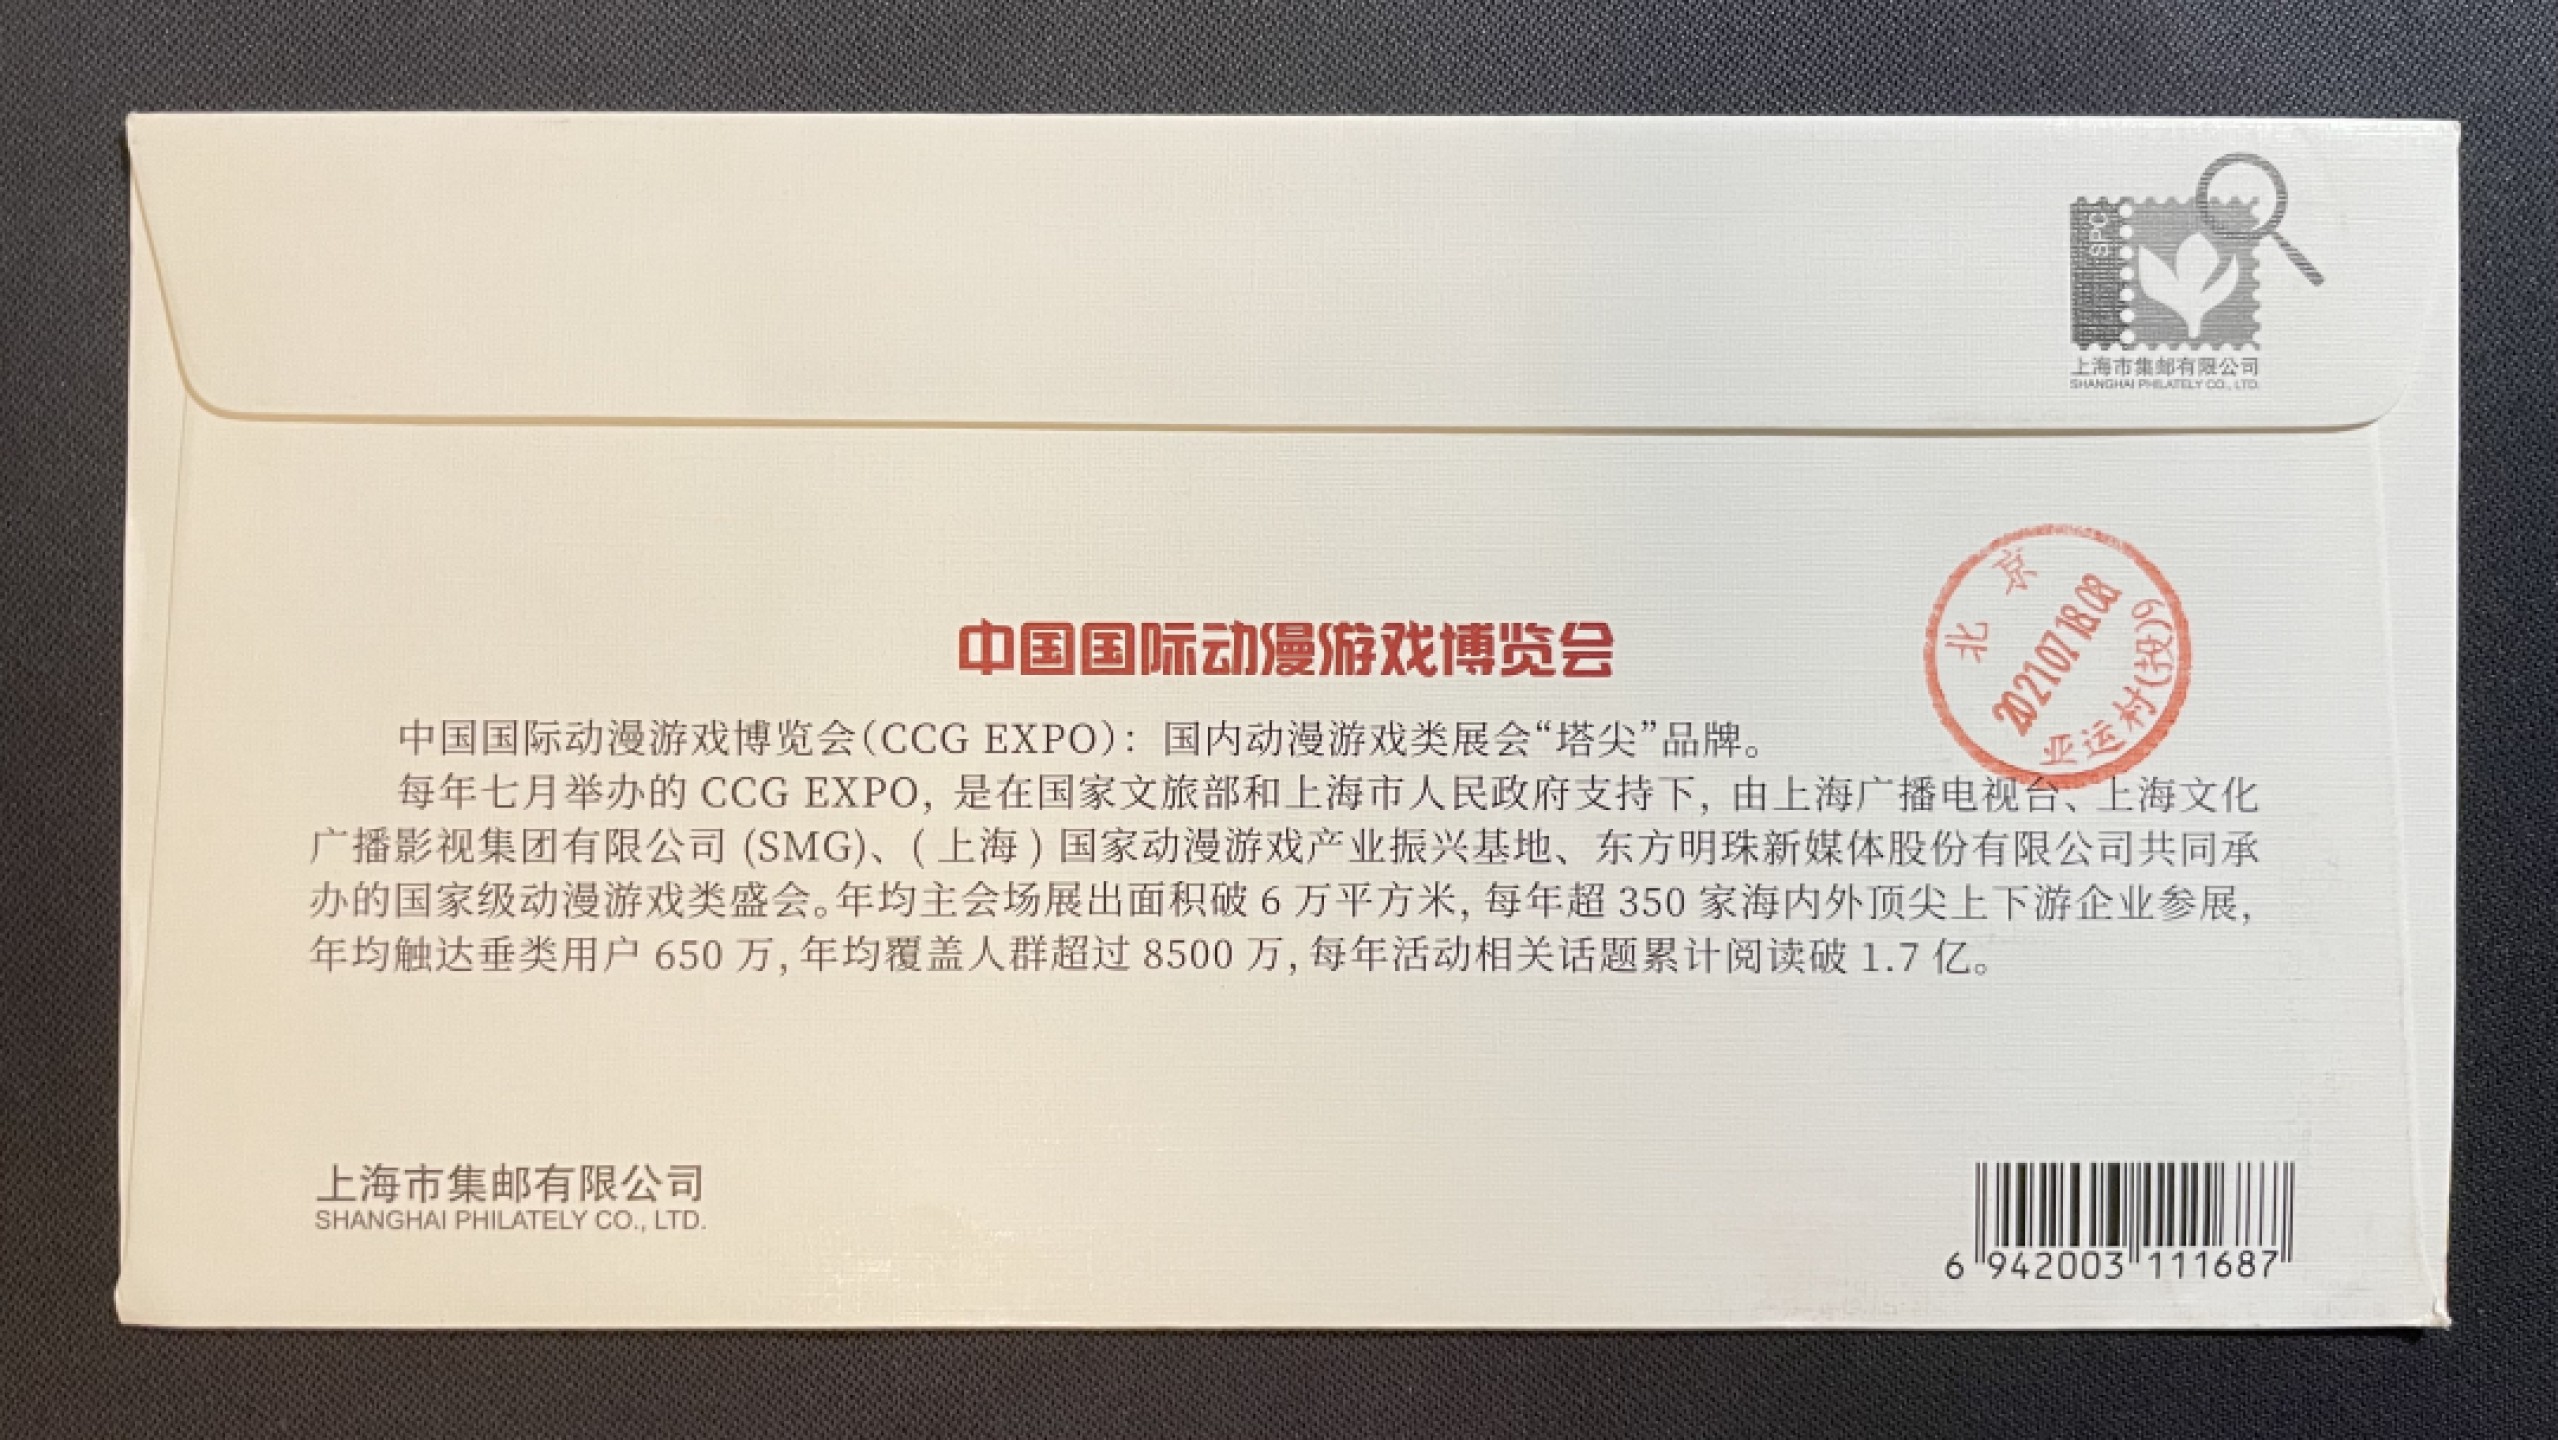 SPC
上海市集邮有限公司
SHANGHAI PHILATELY CO., LTD.
北京
2021.07.18.08
亚运村(投)9
中国国际动漫游戏博览会
中国国际动漫游戏博览会(CCG EXPO)：国内动漫游戏类展会“塔尖”品牌。
每年七月举办的 CCG EXPO, 是在国家文旅部和上海市人民政府支持下, 由上海广播电视台、上海文化
广播影视集团有限公司 (SMG)、( 上海 ) 国家动漫游戏产业振兴基地、东方明珠新媒体股份有限公司共同承
办的国家级动漫游戏类盛会。年均主会场展出面积破 6 万平方米, 每年超 350 家海内外顶尖上下游企业参展,
年均触达垂类用户 650 万, 年均覆盖人群超过 8500 万, 每年活动相关话题累计阅读破 1.7 亿。
上海市集邮有限公司
SHANGHAI PHILATELY CO., LTD.
6 942003 111687